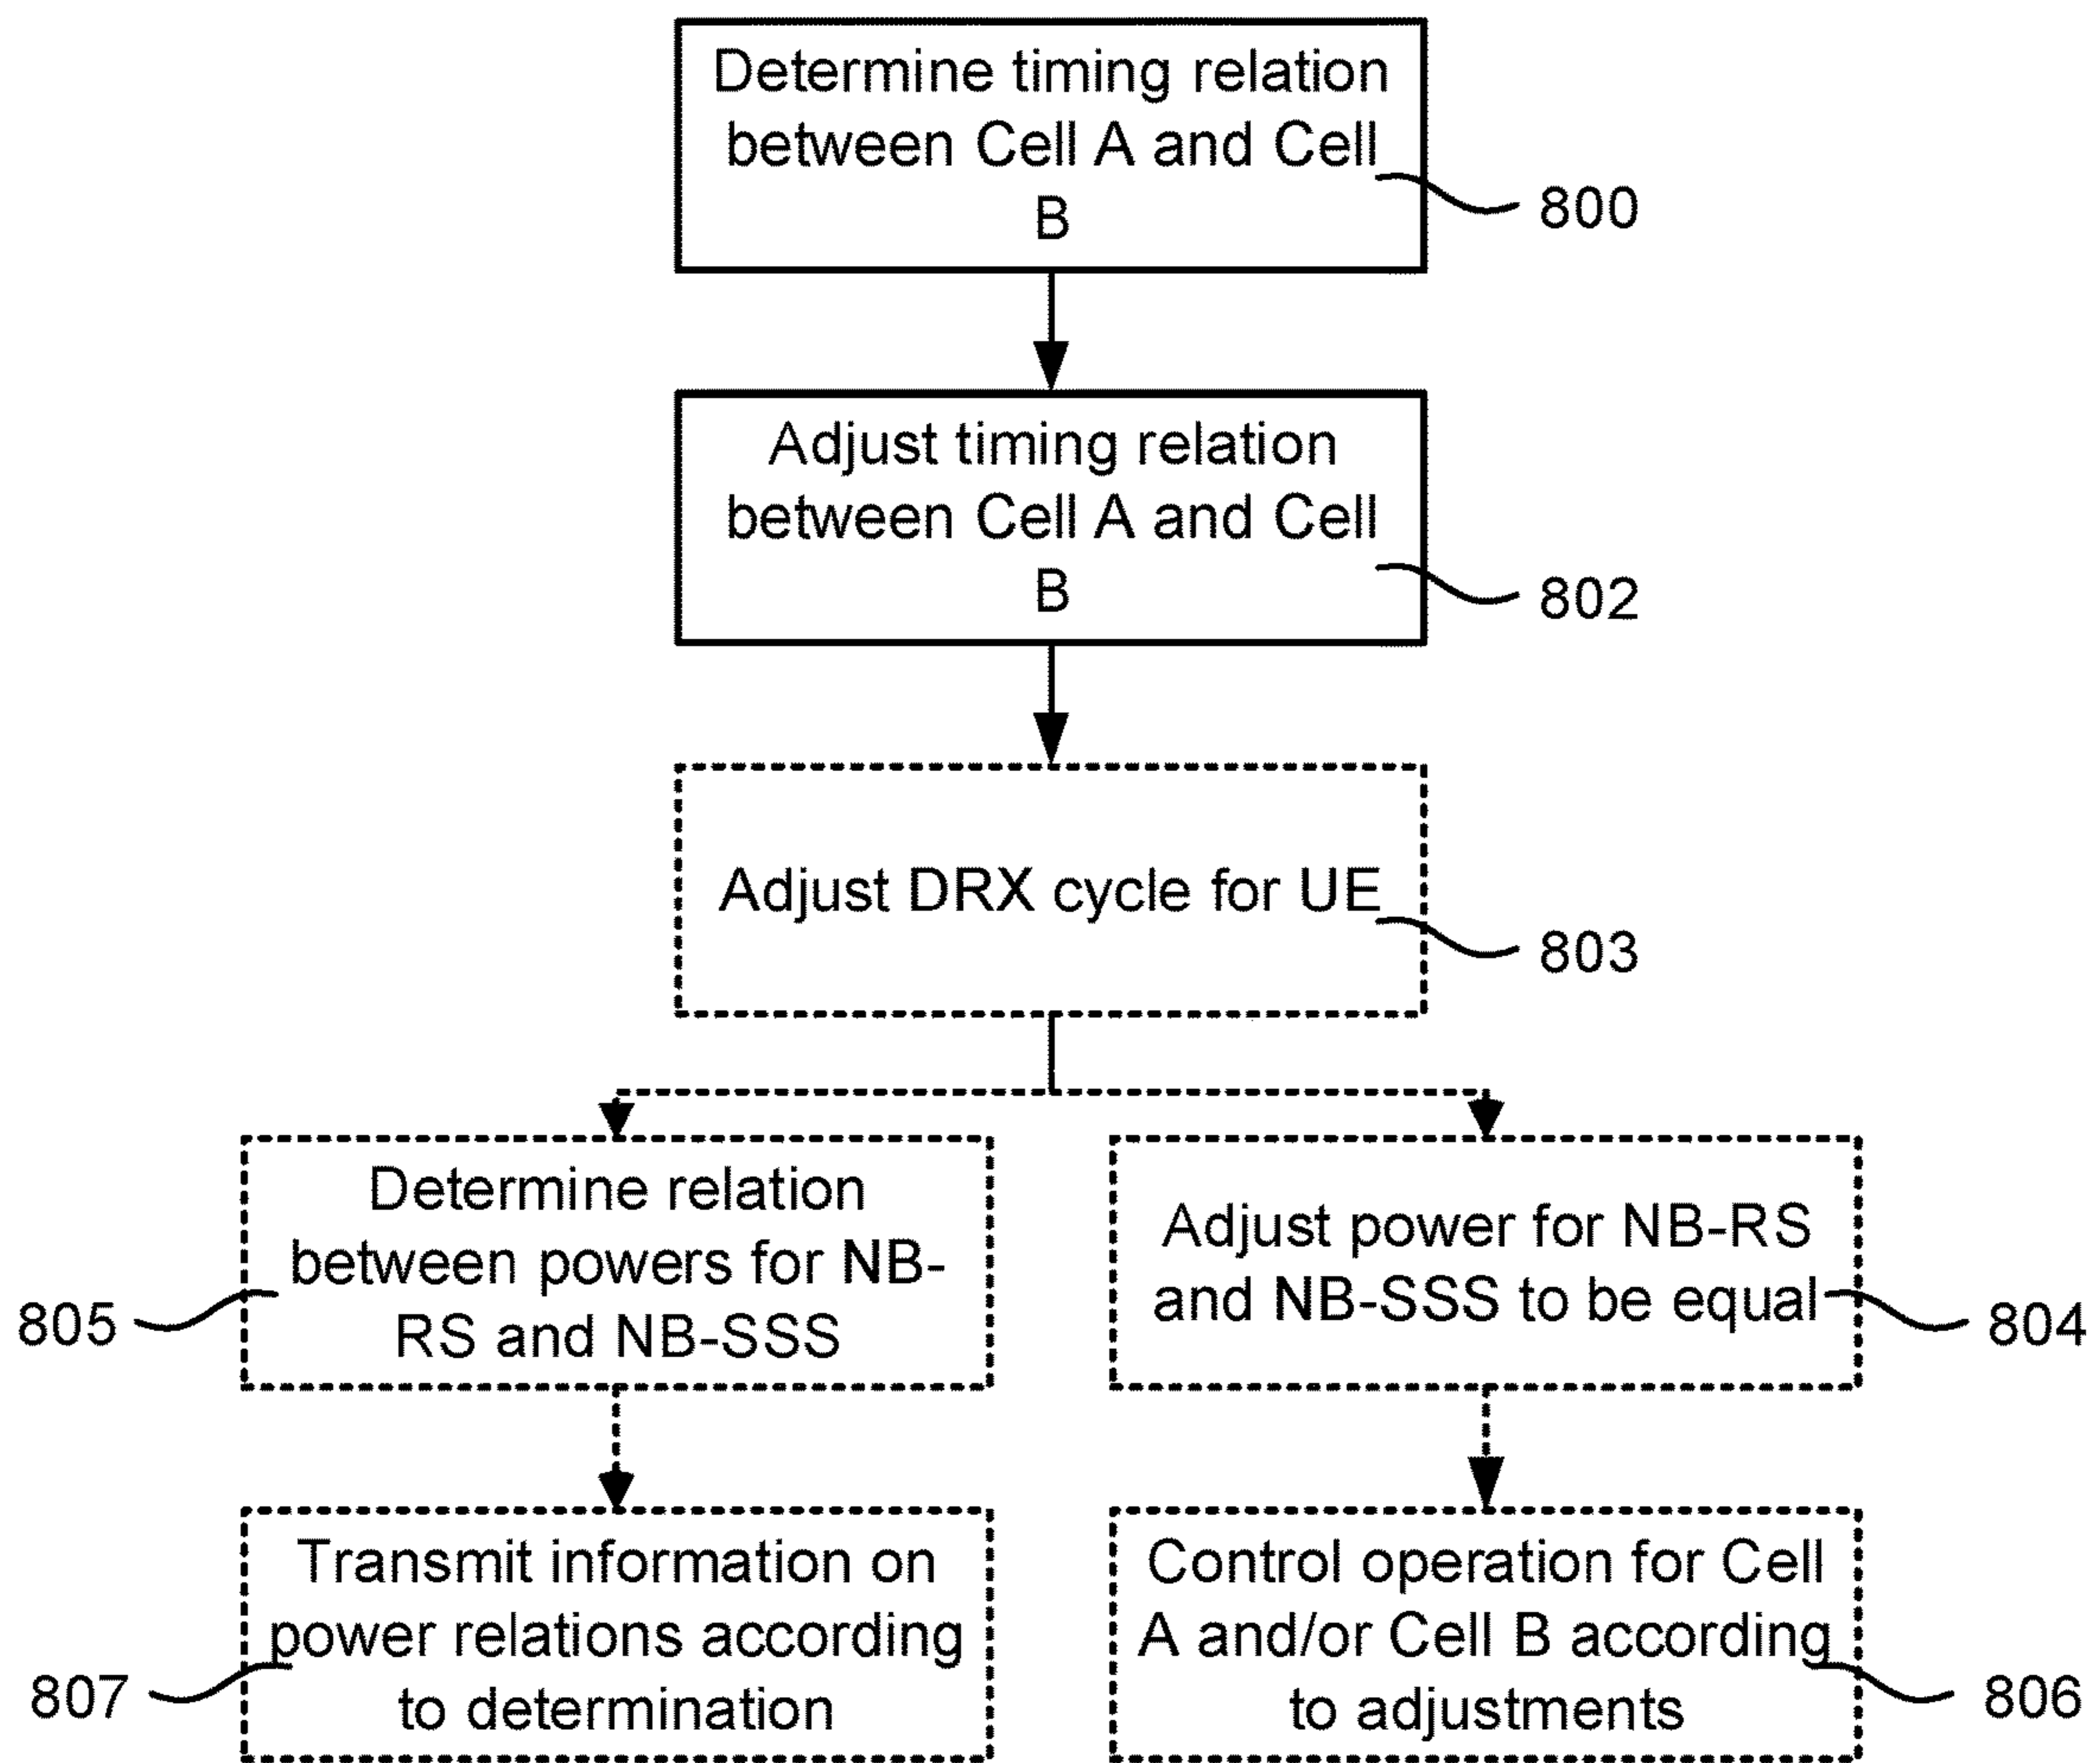 Determine timing relation
between Cell A and Cell
B
800
Adjust timing relation
between Cell A and Cell
B
802
Adjust DRX cycle for UE
803
Determine relation
between powers for NB-
RS and NB-SSS
805
Adjust power for NB-RS
and NB-SSS to be equal
804
Transmit information on
power relations according
to determination
807
Control operation for Cell
A and/or Cell B according
to adjustments
806